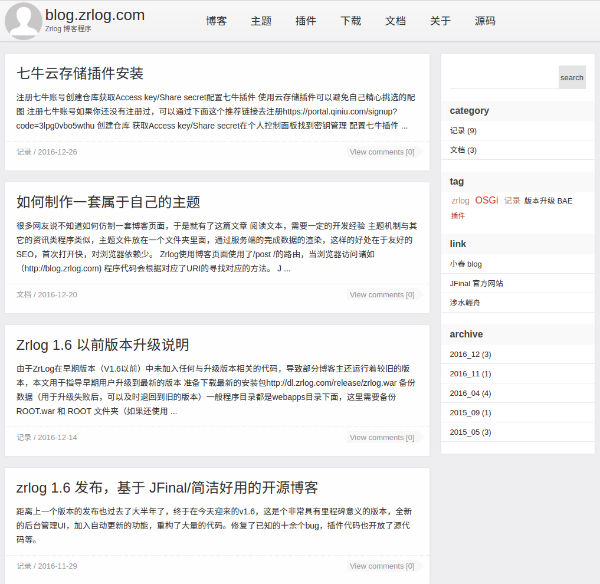 blog.zrlog.com
Zrlog 博客程序
博客 主题 插件 下载 文档 关于 源码
七牛云存储插件安装
注册七牛账号创建仓库获取Access key/Share secret配置七牛插件 使用云存储插件可以避免自己精心挑选的配
图 注册七牛账号如果你还没有注册过，可以通过下面这个推荐链接去注册https://portal.qiniu.com/signup?
code=3lpg0vbo5wthu 创建仓库 获取Access key/Share secret在个人控制面板找到密钥管理 配置七牛插件 ...
记录 / 2016-12-26
View comments [0]
如何制作一套属于自己的主题
很多网友说不知道如何仿制一套博客页面，于是就有了这篇文章 阅读文本，需要一定的开发经验 主题机制与其
它的资讯类程序类似，主题文件放在一个文件夹里面，通过服务端的完成数据的渲染，这样的好处在于友好的
SEO，首次打开快，对浏览器依赖少。 Zrlog使用博客页面使用了/post /的路由，当浏览器访问诸如
（http://blog.zrlog.com) 程序代码会根据对应了URI的寻找对应的方法。 J ...
文档 / 2016-12-20
View comments [0]
Zrlog 1.6 以前版本升级说明
由于ZrLog在早期版本（V1.6以前）中未加入任何与升级版本相关的代码，导致部分博客主还运行着较旧的版
本，本文用于指导早期用户升级到最新的版本 准备下载最新的安装包http://dl.zrlog.com/release/zrlog.war 备份
数据（用于升级失败后，可以及时退回到旧的版本）一般程序目录都是webapps目录下面，这里需要备份
ROOT.war 和 ROOT 文件夹（如果还使用 ...
记录 / 2016-12-14
View comments [0]
zrlog 1.6 发布，基于 JFinal/简洁好用的开源博客
距离上一个版本的发布也过去了大半年了，终于在今天迎来的v1.6，这是个非常具有里程碑意义的版本，全新
的后台管理UI，加入自动更新的功能，重构了大量的代码。修复了已知的十余个bug，插件代码也开放了源代
码等。
记录 / 2016-11-29
View comments [0]
search
category
记录 (9)
文档 (3)
tag
zrlog OSGI 记录 版本升级 BAE
插件
link
小春 blog
JFinal 官方网站
涉水轻舟
archive
2016_12 (3)
2016_11 (1)
2016_04 (4)
2015_09 (1)
2015_05 (3)